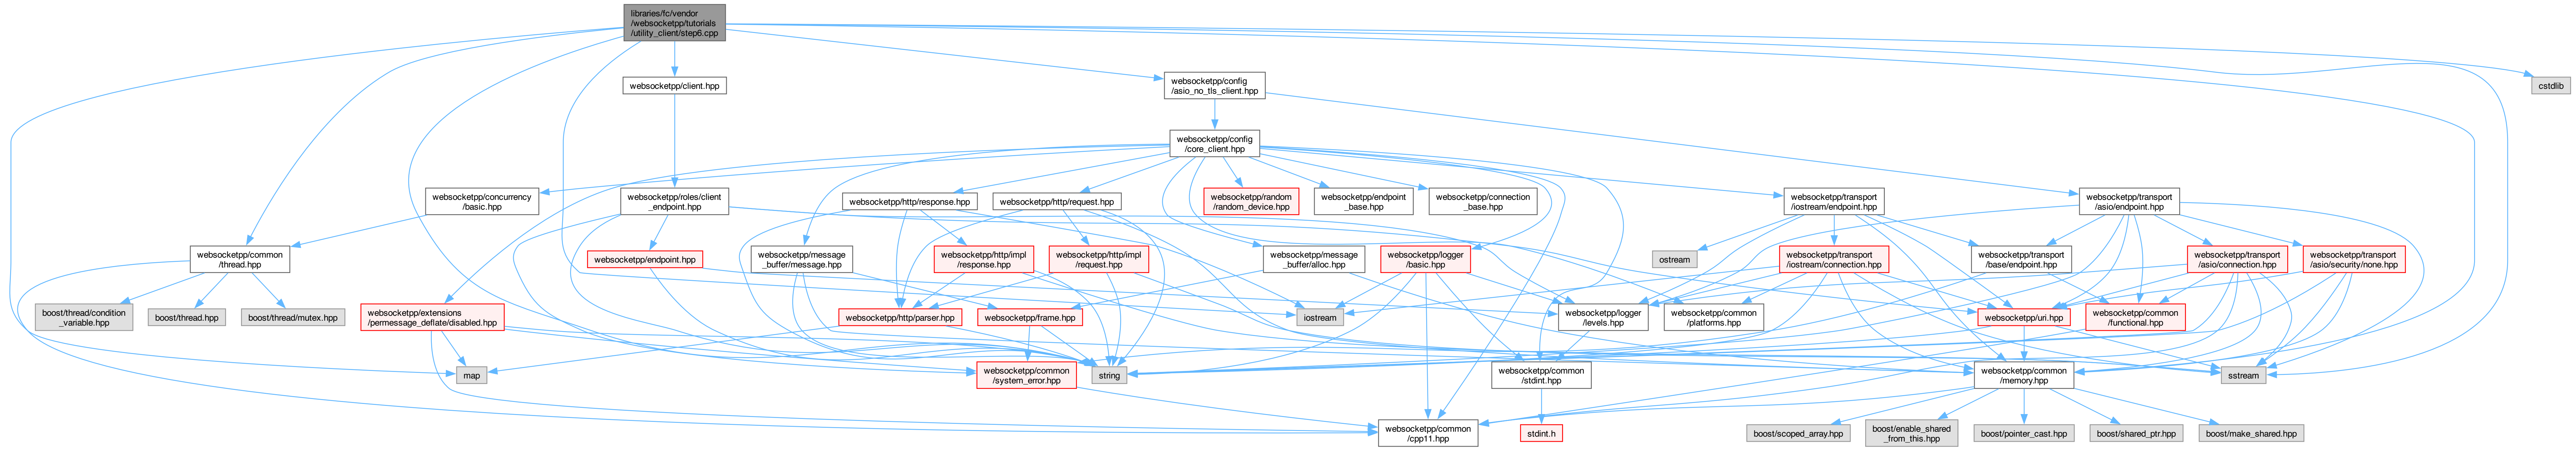 libraries/fc/vendor
/websocketpp/tutorials
/utility_client/step6.cpp
websocketpp/client.hpp
websocketpp/config
/asio_no_tls_client.hpp
cstdlib
websocketpp/config
/core_client.hpp
websocketpp/concurrency
/basic.hpp
websocketpp/roles/client
_endpoint.hpp
websocketpp/http/response.hpp
websocketpp/http/request.hpp
websocketpp/random
/random_device.hpp
websocketpp/endpoint
_base.hpp
websocketpp/connection
_base.hpp
websocketpp/transport
/iostream/endpoint.hpp
websocketpp/transport
/asio/endpoint.hpp
websocketpp/common
/thread.hpp
websocketpp/endpoint.hpp
websocketpp/message
_buffer/message.hpp
websocketpp/http/impl
/response.hpp
websocketpp/http/impl
/request.hpp
websocketpp/message
_buffer/alloc.hpp
websocketpp/logger
/basic.hpp
ostream
websocketpp/transport
/iostream/connection.hpp
websocketpp/transport
/base/endpoint.hpp
websocketpp/transport
/asio/connection.hpp
websocketpp/transport
/asio/security/none.hpp
boost/thread/condition
_variable.hpp
boost/thread.hpp
boost/thread/mutex.hpp
websocketpp/extensions
/permessage_deflate/disabled.hpp
websocketpp/http/parser.hpp
websocketpp/frame.hpp
iostream
websocketpp/logger
/levels.hpp
websocketpp/common
/platforms.hpp
websocketpp/uri.hpp
websocketpp/common
/functional.hpp
map
websocketpp/common
/system_error.hpp
string
websocketpp/common
/stdint.hpp
websocketpp/common
/memory.hpp
sstream
websocketpp/common
/cpp11.hpp
stdint.h
boost/scoped_array.hpp
boost/enable_shared
_from_this.hpp
boost/pointer_cast.hpp
boost/shared_ptr.hpp
boost/make_shared.hpp